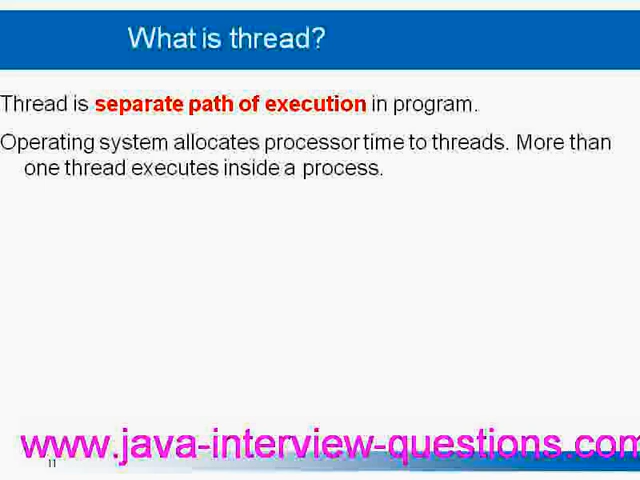 What is thread?
Thread is separate path of execution in program.
Operating system allocates processor time to threads. More than
one thread executes inside a process.
www.java-interview-questions.com
11